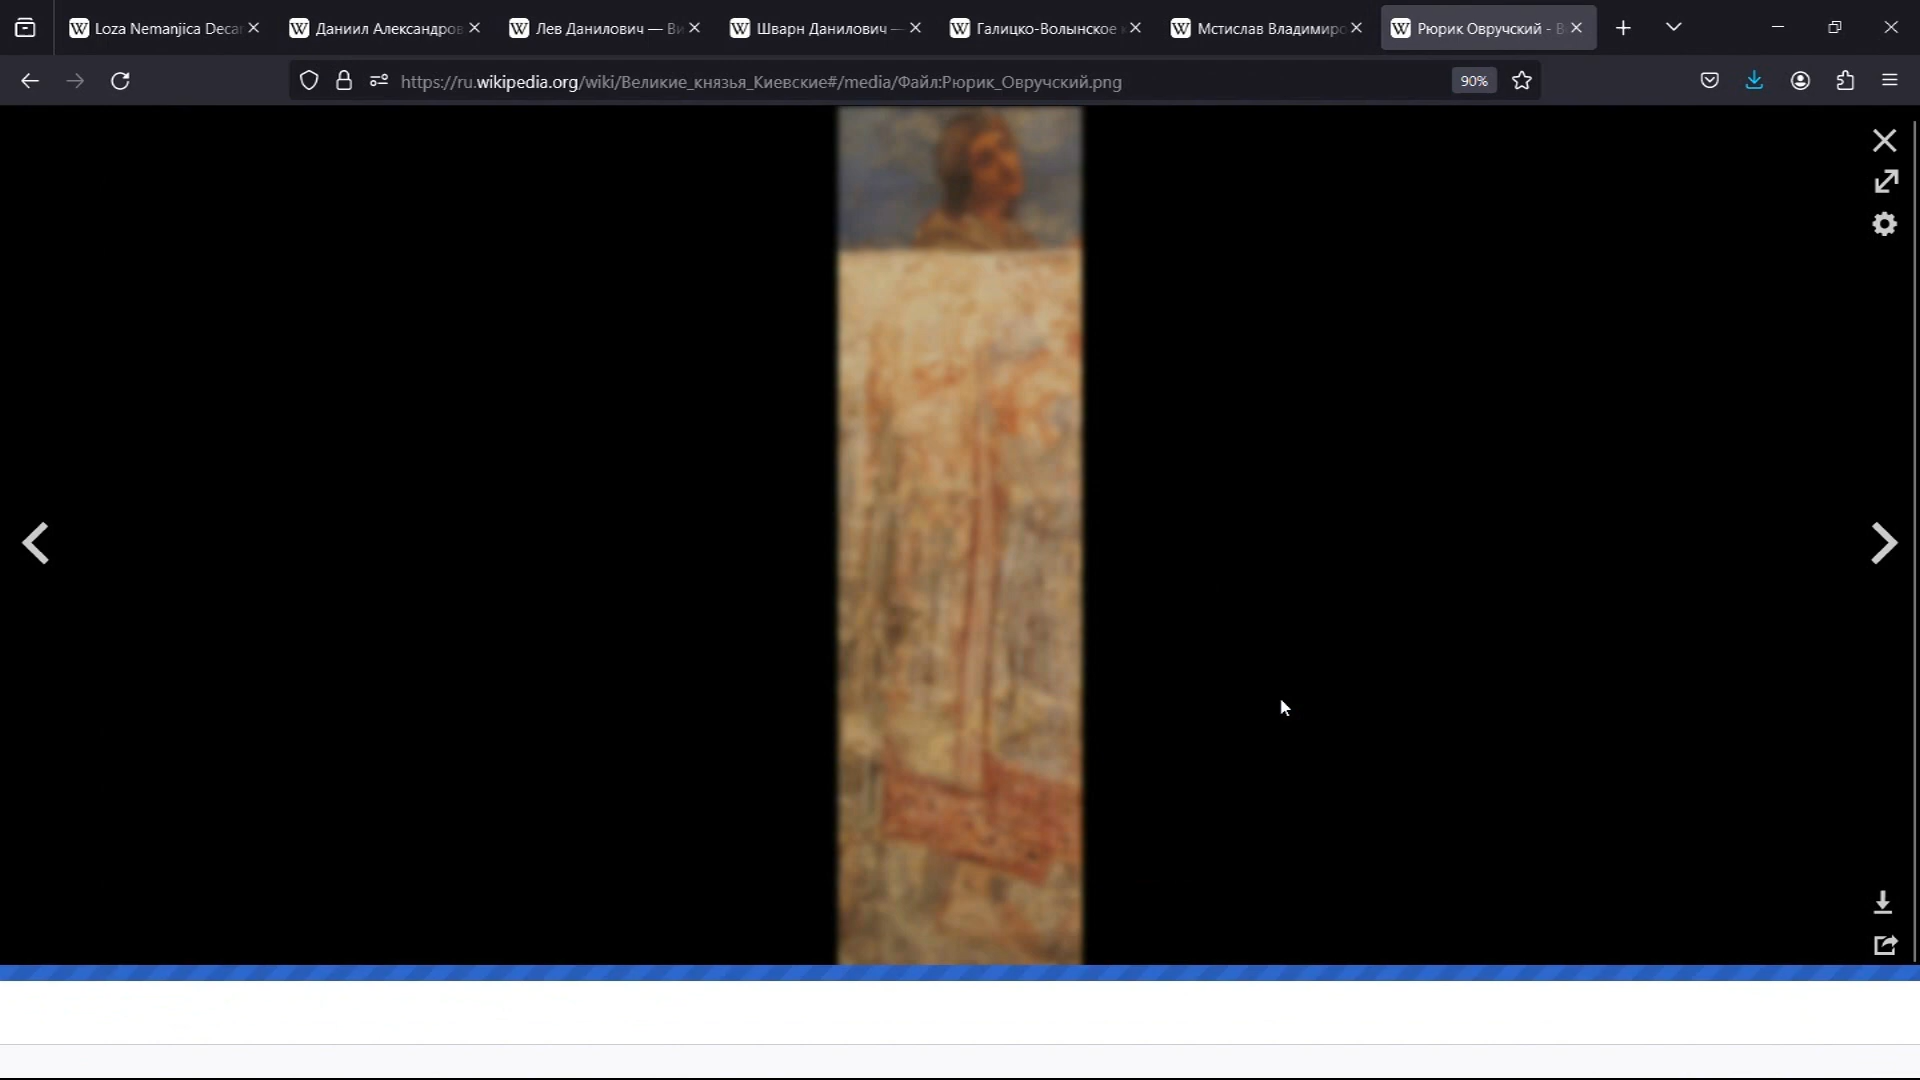 Loza Nemanjica Decan
Даниил Александров
Лев Данилович — Ви
Шварн Данилович —
Галицко-Волынское к
Мстислав Владимиро
Рюрик Овручский - В
https://ru.wikipedia.org/wiki/Великие_князья_Киевские#/media/Файл:Рюрик_Овручский.png
90%